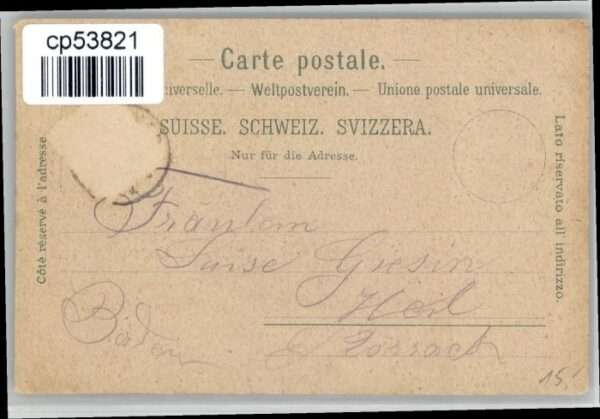 cp53821
— Carte postale. —
iverselle. — Weltpostverein. — Unione postale universale.
SUISSE. SCHWEIZ. SVIZZERA.
Nur für die Adresse.
Côté réservé à l'adresse.
Lato riservato all' indirizzo.
Fräulein
Luise Giesin
Baden
15.-